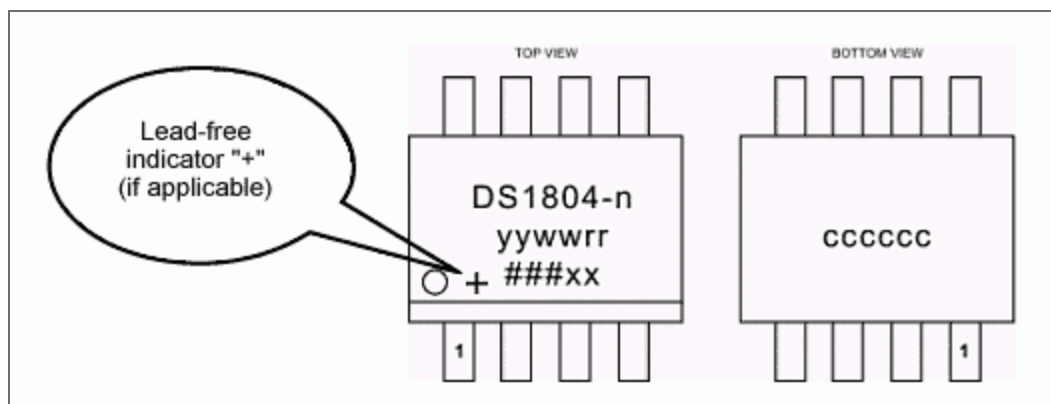 TOP VIEW
BOTTOM VIEW
Lead-free
indicator "+"
(if applicable)
DS1804-n
yywwrr
+ ###xx
cccccc
1
1